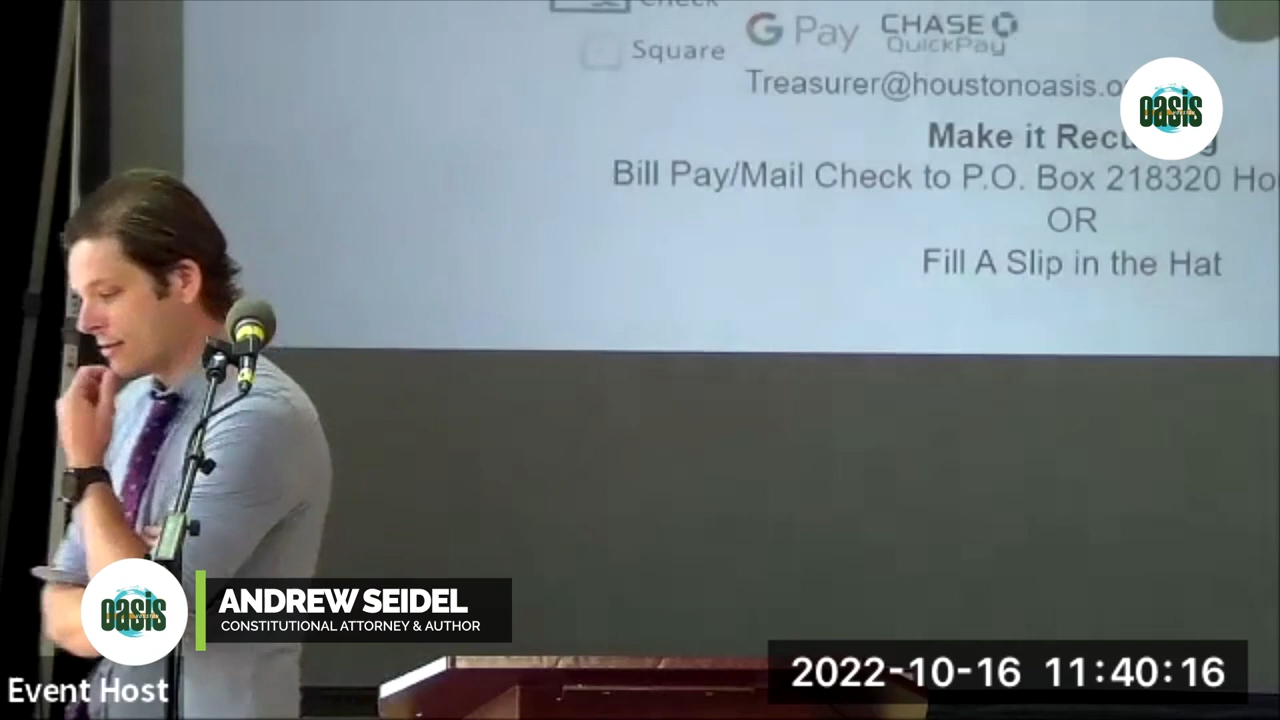 Check
Square
G Pay
CHASE
QuickPay
Treasurer@houstonoasis.o
oasis
Make it Recu g
Bill Pay/Mail Check to P.O. Box 218320 Ho
OR
Fill A Slip in the Hat
oasis
ANDREW SEIDEL
CONSTITUTIONAL ATTORNEY & AUTHOR
Event Host
2022-10-16 11:40:16